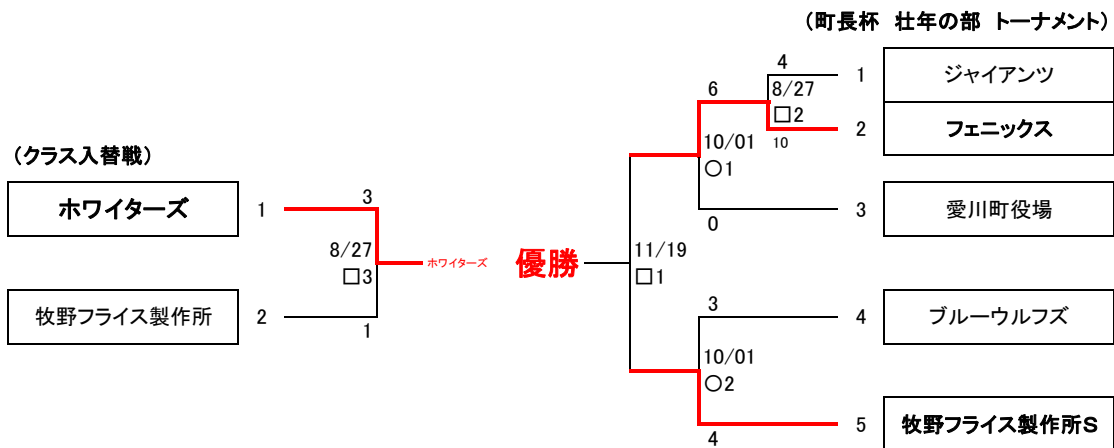 (町長杯 壮年の部 トーナメント)
4
1 ジャイアンツ
6
8/27
□2
2 フェニックス
10
10/01
○1
3 愛川町役場
0
(クラス入替戦)
ホワイターズ 1
3
8/27
□3
ホワイターズ
牧野フライス製作所 2
1
優勝
11/19
□1
3
4 ブルーウルフズ
10/01
○2
5 牧野フライス製作所S
4